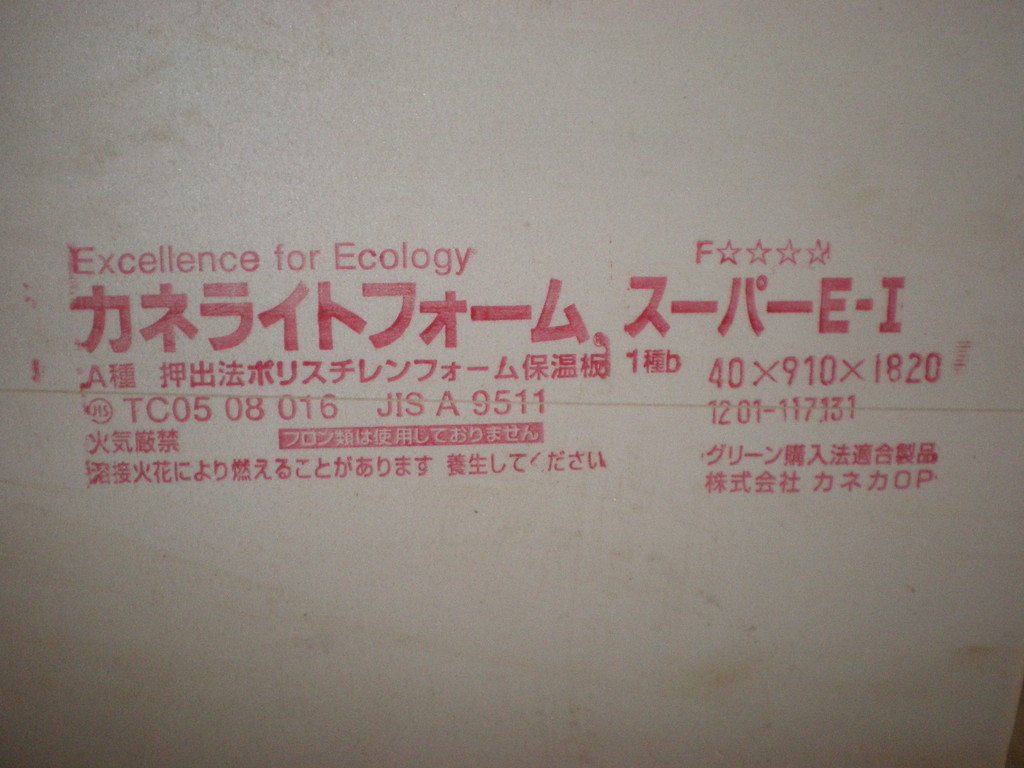 Excellence for Ecology
F☆☆☆☆
カネライトフォーム® スーパーE-I
A種 押出法ポリスチレンフォーム保温板 1種b
40×910×1820
JIS TC05 08 016 JIS A 9511
1201-117131
火気厳禁 フロン類は使用しておりません
グリーン購入法適合製品
溶接火花により燃えることがあります 養生してください
株式会社 カネカOP